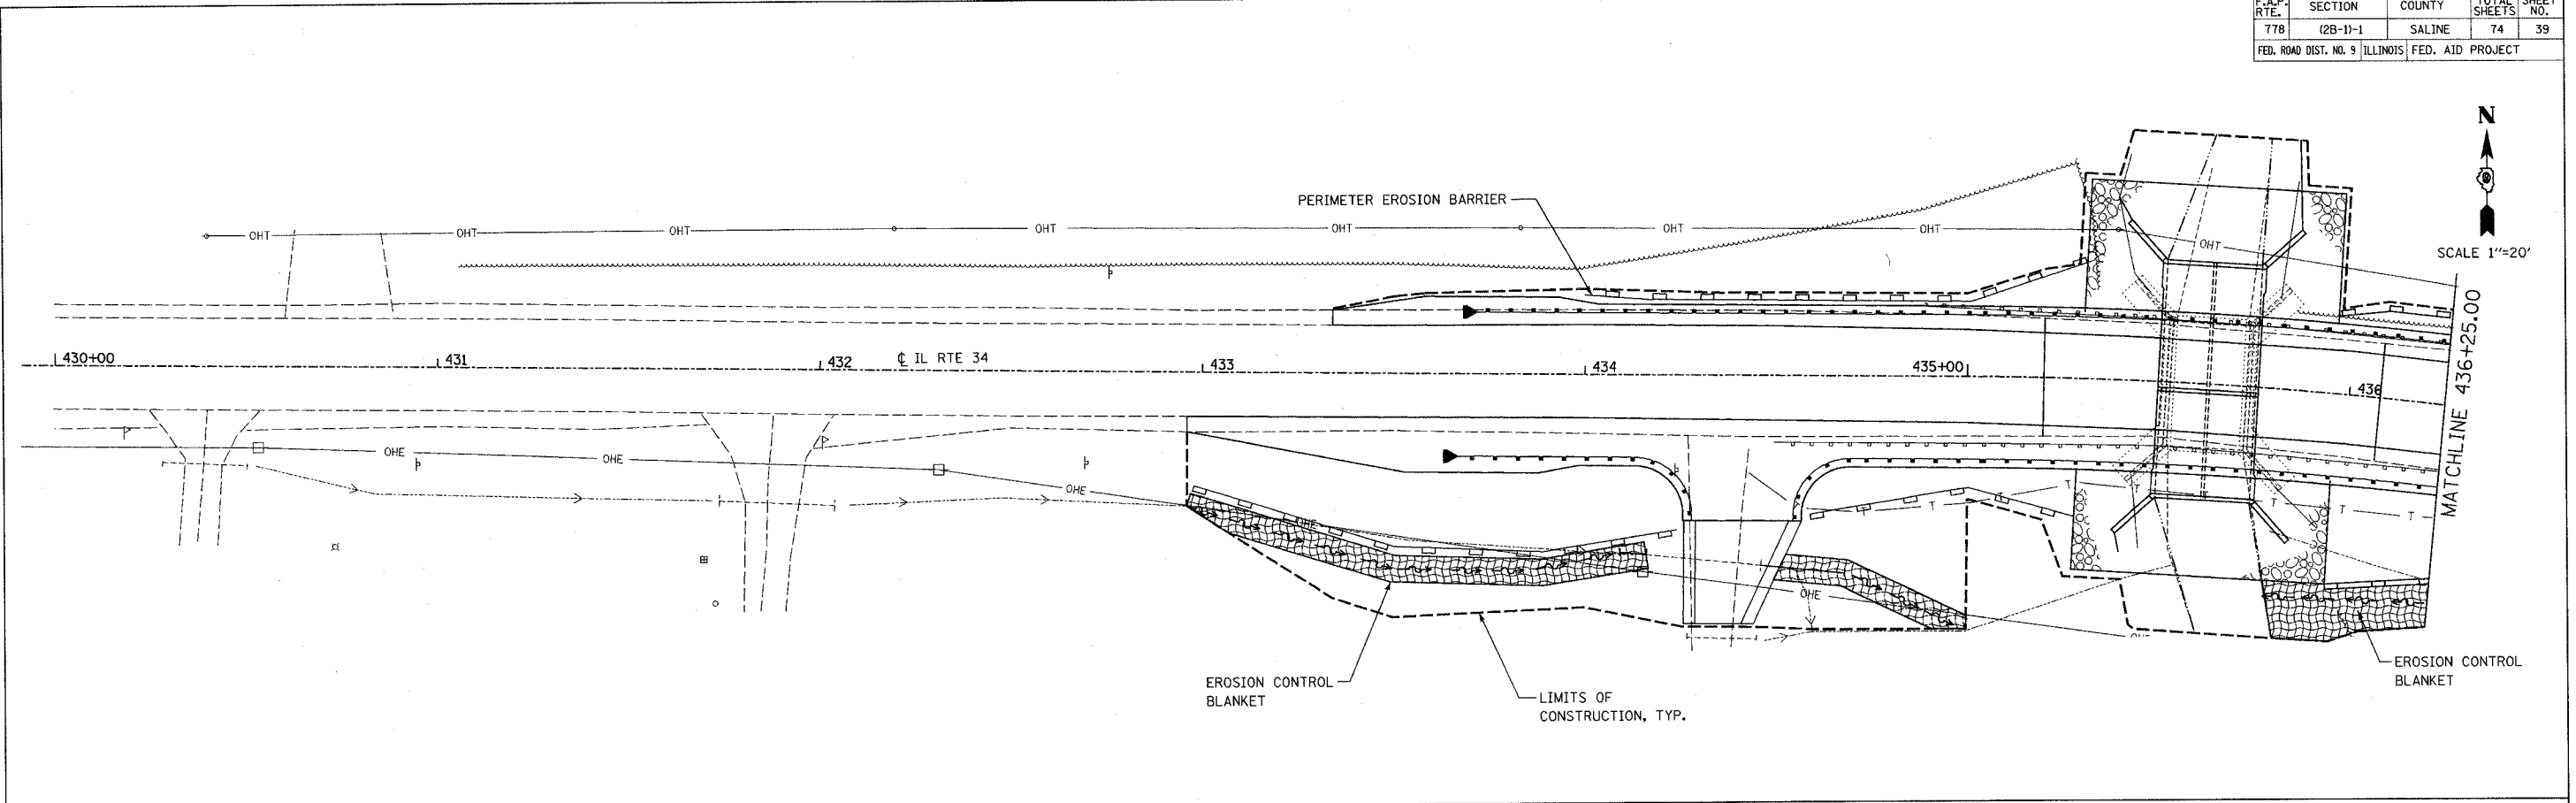 F.A.P. RTE. SECTION COUNTY TOTAL SHEETS SHEET NO.
778 (2B-1)-1 SALINE 74 39
FED. ROAD DIST. NO. 9 ILLINOIS FED. AID PROJECT
N
SCALE 1"=20'
PERIMETER EROSION BARRIER
OHT OHT OHT OHT OHT OHT OHT OHT
MATCHLINE 436+25.00
430+00 431 432 ℄ IL RTE 34 433 434 435+00 436
OHE OHE OHE OHE OHE
T T T T T T
EROSION CONTROL
BLANKET
LIMITS OF
CONSTRUCTION, TYP.
EROSION CONTROL
BLANKET